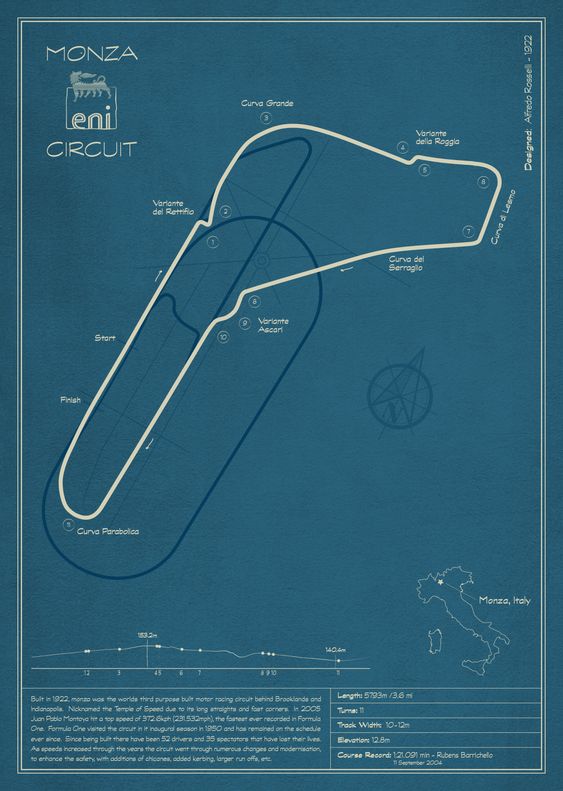 MONZA
eni
CIRCUIT
Designed: Alfredo Rosselli - 1922
Curva Grande
3
Variante
della Roggia
4
5
6
Curva di Lesmo
7
Variante
del Rettifilo
2
1
Curva del
Serraglio
8
9
Variante
Ascari
10
Start
Finish
11
Curva Parabolica
Monza, Italy
153.2m
140.4m
1 2 3 4 5 6 7 8 9 10 11
Built in 1922, monza was the worlds third purpose built motor racing circuit behind Brooklands and
Indianapolis. Nicknamed the Temple of Speed due to its long straights and fast corners. In 2005
Juan Pablo Montoya hit a top speed of 372.6kph (231.532mph), the fastest ever recorded in Formula
One. Formula One visited the circuit in it inaugural season in 1950 and has remained on the schedule
ever since. Since being built there have been 52 drivers and 35 spectators that have lost their lives.
As speeds increased through the years the circuit went through numerous changes and modernisation,
to enhance the safety, with additions of chicanes, added kerbing, larger run offs, etc.
Length: 5793m /3.6 mi
Turns: 11
Track Width: 10-12m
Elevation: 12.8m
Course Record: 1:21.091 min - Rubens Barrichello
11 September 2004